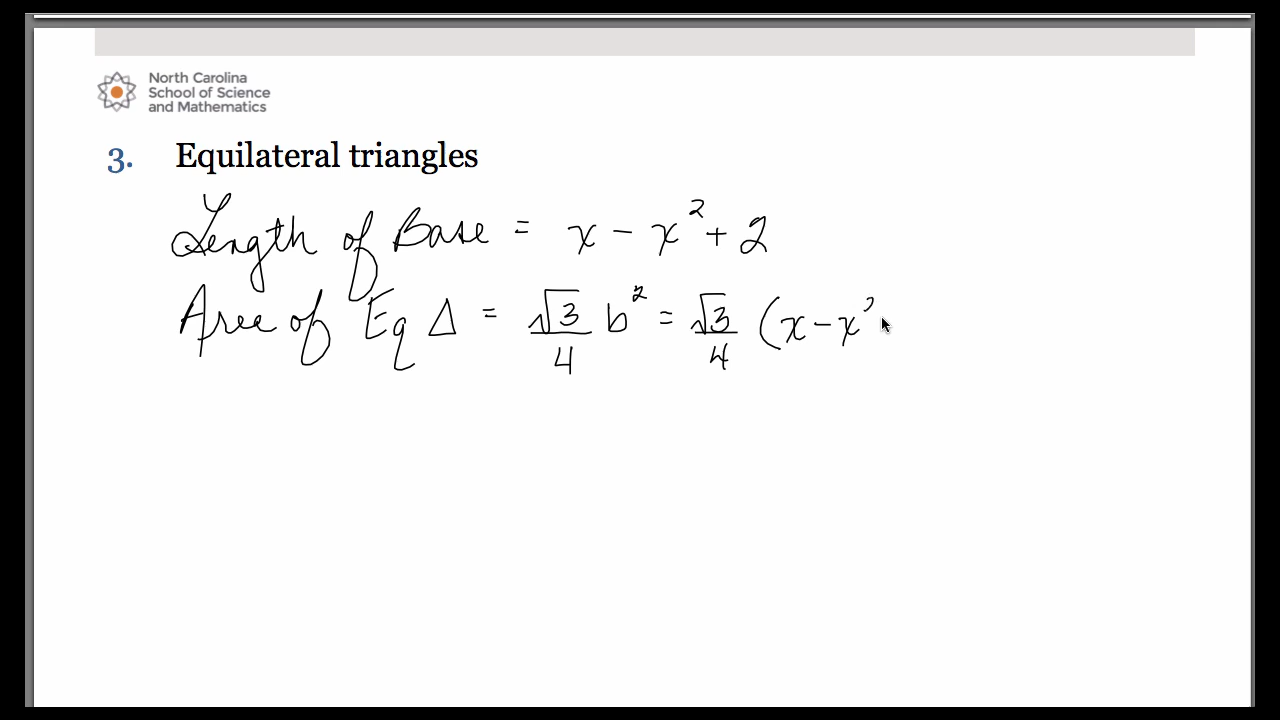 North Carolina
School of Science
and Mathematics
3. Equilateral triangles
Length of Base = x - x² + 2
Area of Eq Δ = √3/4 b² = √3/4 (x - x²